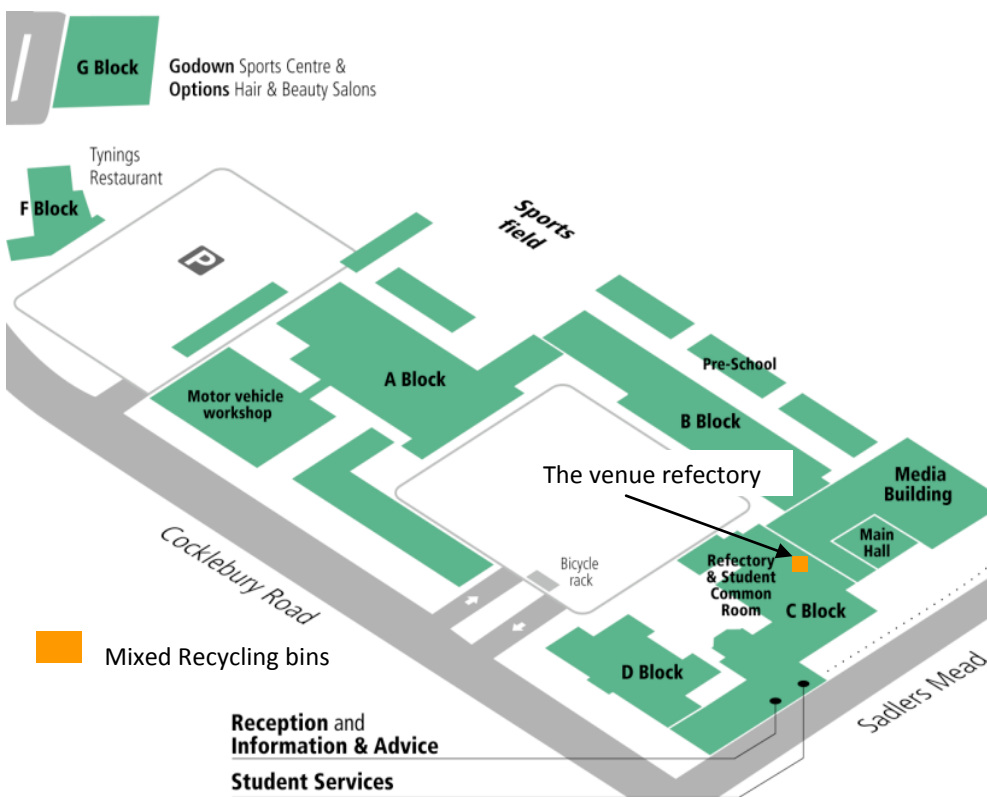 G Block
Godown Sports Centre &
Options Hair & Beauty Salons
Tynings
Restaurant
F Block
P
Sports
field
Pre-School
A Block
Motor vehicle
workshop
B Block
The venue refectory
Media
Building
Main
Hall
Refectory
& Student
Common
Room
C Block
Bicycle
rack
Cocklebury Road
Mixed Recycling bins
D Block
Sadlers Mead
Reception and
Information & Advice
Student Services